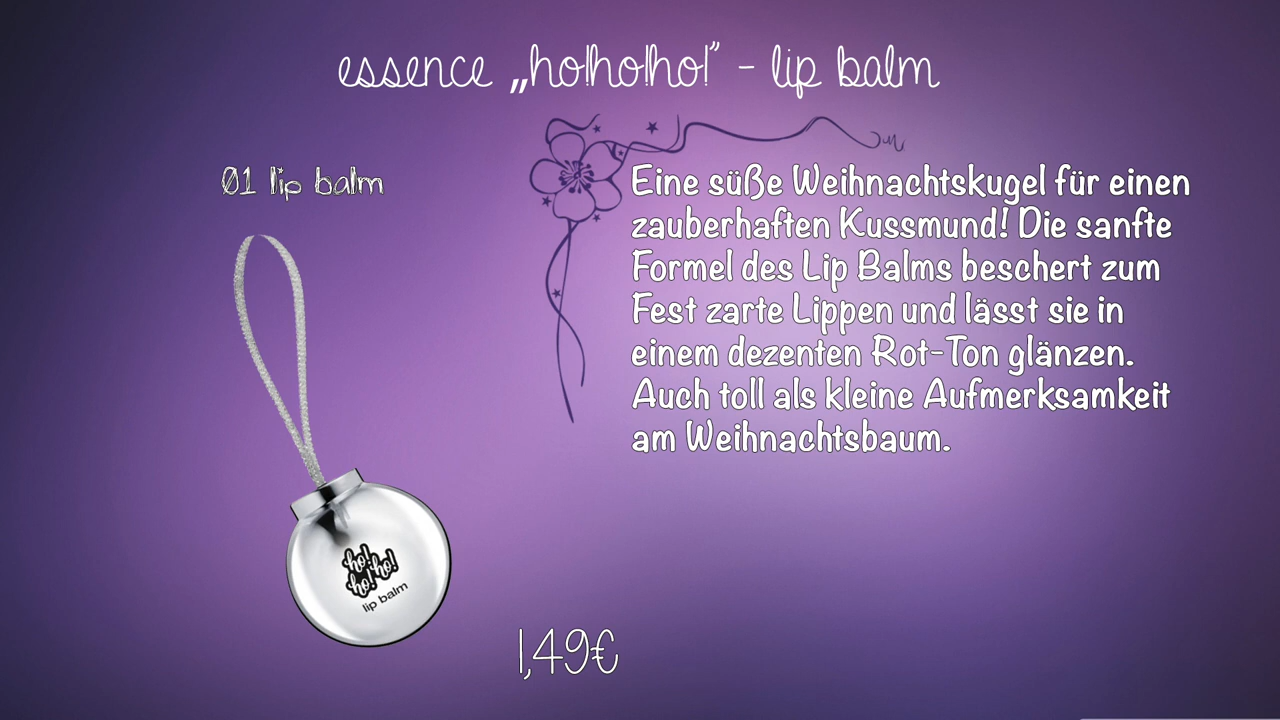 essence „ho!ho!ho!” - lip balm
01 lip balm
Eine süße Weihnachtskugel für einen
zauberhaften Kussmund! Die sanfte
Formel des Lip Balms beschert zum
Fest zarte Lippen und lässt sie in
einem dezenten Rot-Ton glänzen.
Auch toll als kleine Aufmerksamkeit
am Weihnachtsbaum.
ho!
ho! ho!
lip balm
1,49€